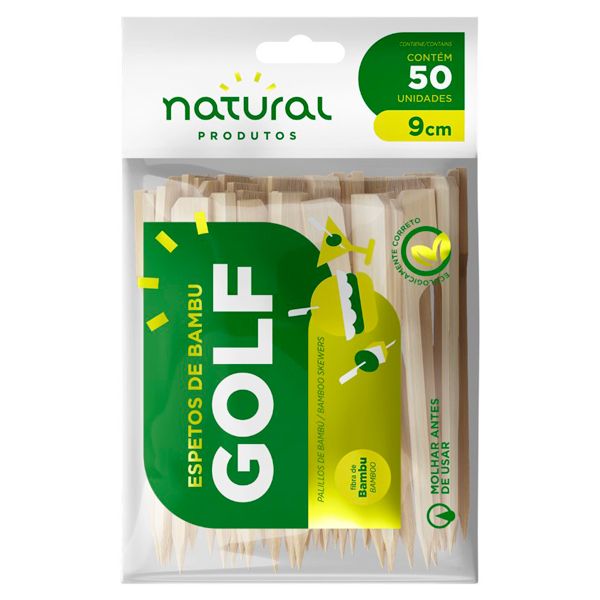 natural
PRODUTOS
CONTIENE/CONTAINS
CONTÉM
50
UNIDADES
9cm
ESPETOS DE BAMBU
GOLF
PALILLOS DE BAMBÚ / BAMBOO SKEWERS
fibra de
Bambu
BAMBOO
ECOLOGICAMENTE CORRETO
MOLHAR ANTES
DE USAR